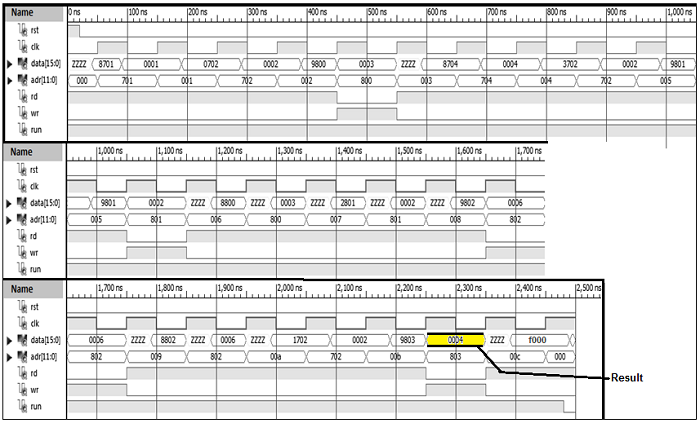 Name 0 ns 100 ns 200 ns 300 ns 400 ns 500 ns 600 ns 700 ns 800 ns 900 ns 1,000 ns
rst
clk
data[15:0] ZZZZ 8701 0001 0702 0002 9800 0003 ZZZZ 8704 0004 3702 0002 9801
adr[11:0] 000 701 001 702 002 800 003 704 004 702 005
rd
wr
run
Name 1,000 ns 1,100 ns 1,200 ns 1,300 ns 1,400 ns 1,500 ns 1,600 ns 1,700 ns
rst
clk
data[15:0] 9801 0002 ZZZZ 8800 ZZZZ 0003 ZZZZ 2801 ZZZZ 0002 ZZZZ 9802 0006
adr[11:0] 005 801 006 800 007 801 008 802
rd
wr
run
Name 1,700 ns 1,800 ns 1,900 ns 2,000 ns 2,100 ns 2,200 ns 2,300 ns 2,400 ns 2,500 ns
rst
clk
data[15:0] 0006 ZZZZ 8802 ZZZZ 0006 ZZZZ 1702 0002 9803 0004 ZZZZ f000
adr[11:0] 802 009 802 00a 702 00b 803 00c 000
rd
wr
run
Result